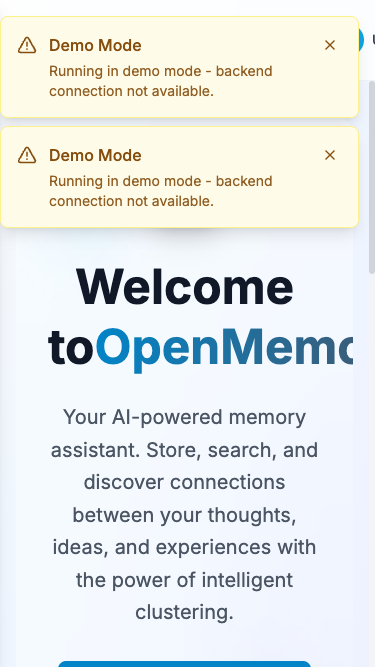 Demo Mode
Running in demo mode - backend
connection not available.
Demo Mode
Running in demo mode - backend
connection not available.
Welcome
toOpenMemo
Your AI-powered memory
assistant. Store, search, and
discover connections
between your thoughts,
ideas, and experiences with
the power of intelligent
clustering.